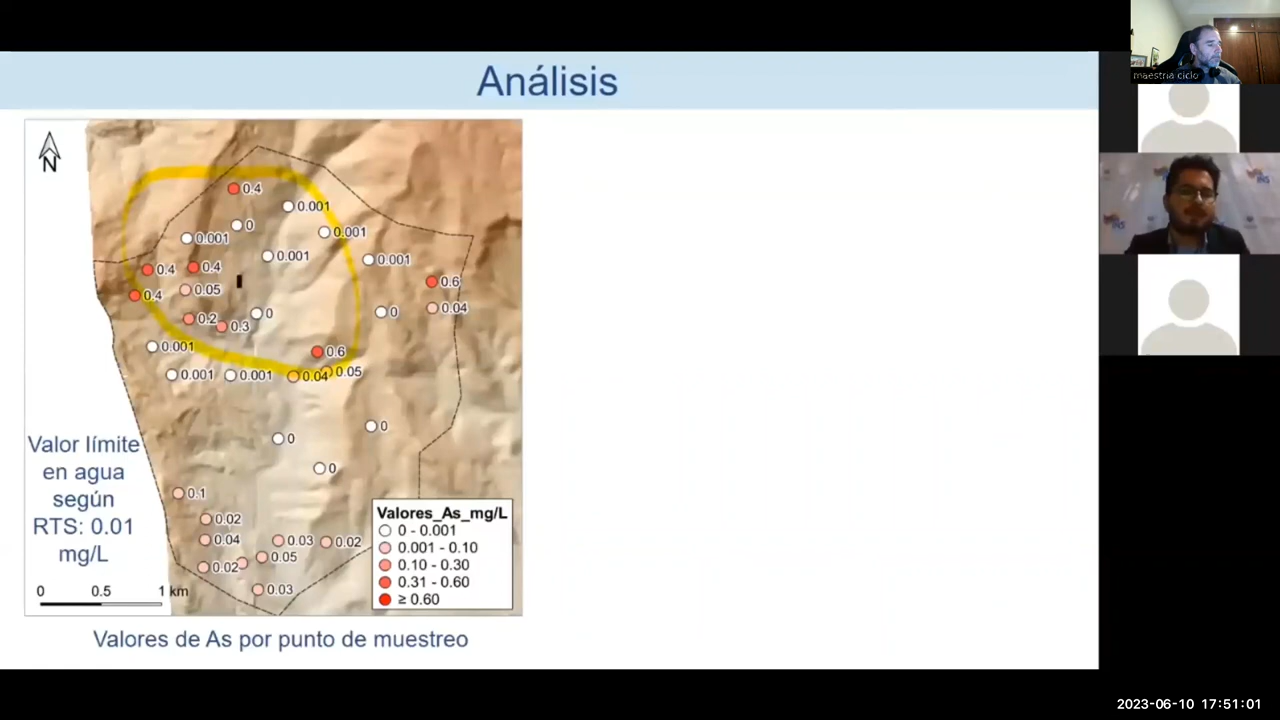 maestria ciclo
Análisis
N
0.4
0.001
0
0.001
0.001
0.001
0.001
0.4
0.4
0.6
0.05
0.4
0.04
0.2
0
0
0.3
0.001
0.6
0.05
0.001
0.001
0.04
0
0
0
0.1
0.02
0.04
0.03
0.02
0.05
0.02
0.03
Valor límite
en agua
según
RTS: 0.01
mg/L
Valores_As_mg/L
0 - 0.001
0.001 - 0.10
0.10 - 0.30
0.31 - 0.60
≥ 0.60
0 0.5 1 km
Valores de As por punto de muestreo
INS
INS
2023-06-10 17:51:01